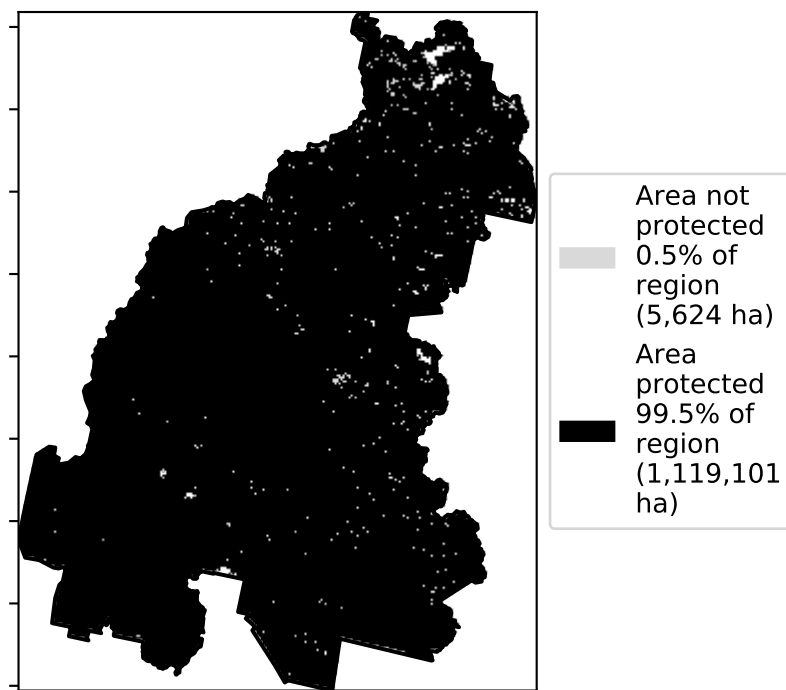 Area not
protected
0.5% of
region
(5,624 ha)
Area
protected
99.5% of
region
(1,119,101
ha)